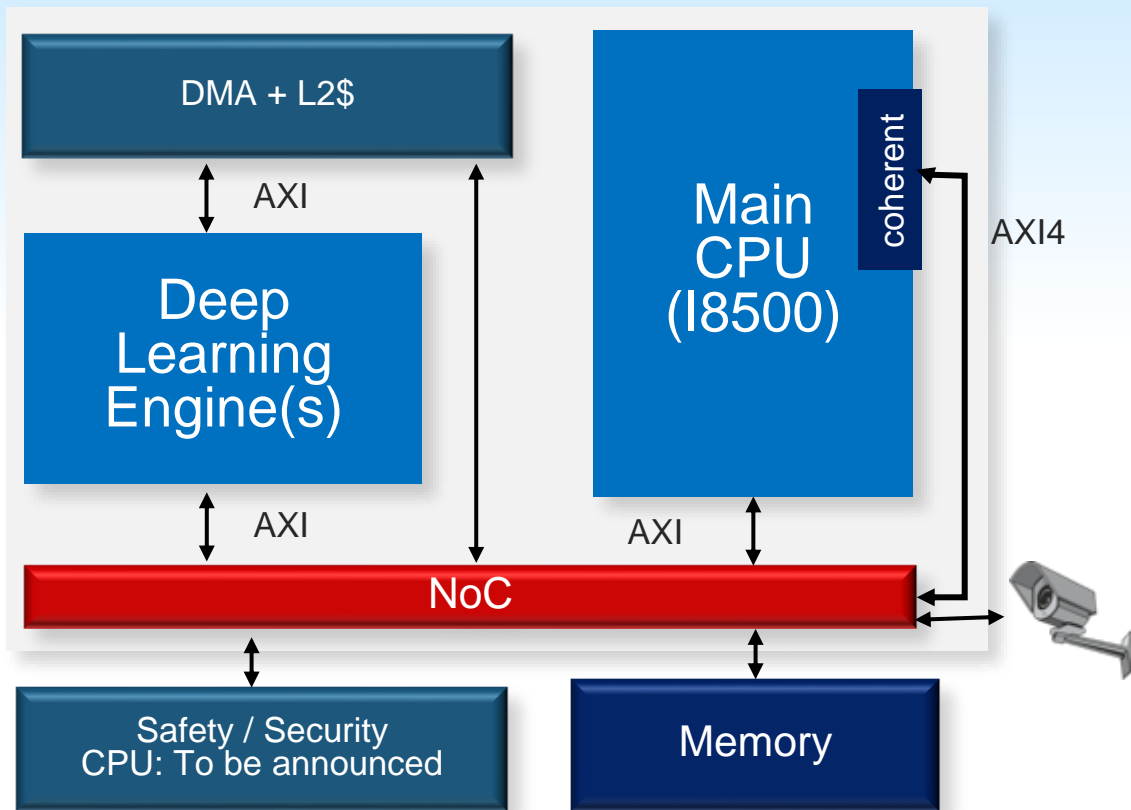 DMA + L2$
AXI
Deep
Learning
Engine(s)
AXI
Main
CPU
(I8500)
coherent
AXI4
AXI
NoC
Safety / Security
CPU: To be announced
Memory